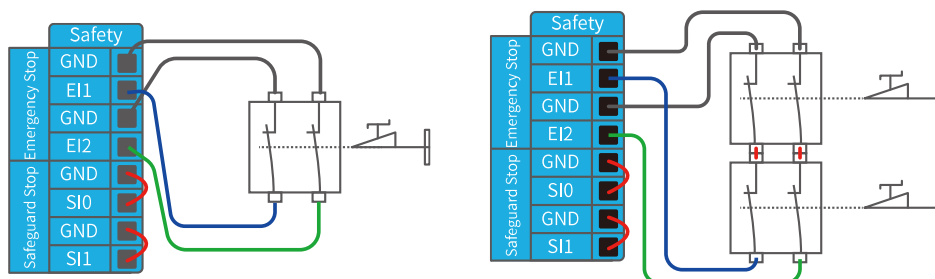 Safety
Emergency Stop
GND
EI1
GND
EI2
Safeguard Stop
GND
SI0
GND
SI1
Safety
Emergency Stop
GND
EI1
GND
EI2
Safeguard Stop
GND
SI0
GND
SI1